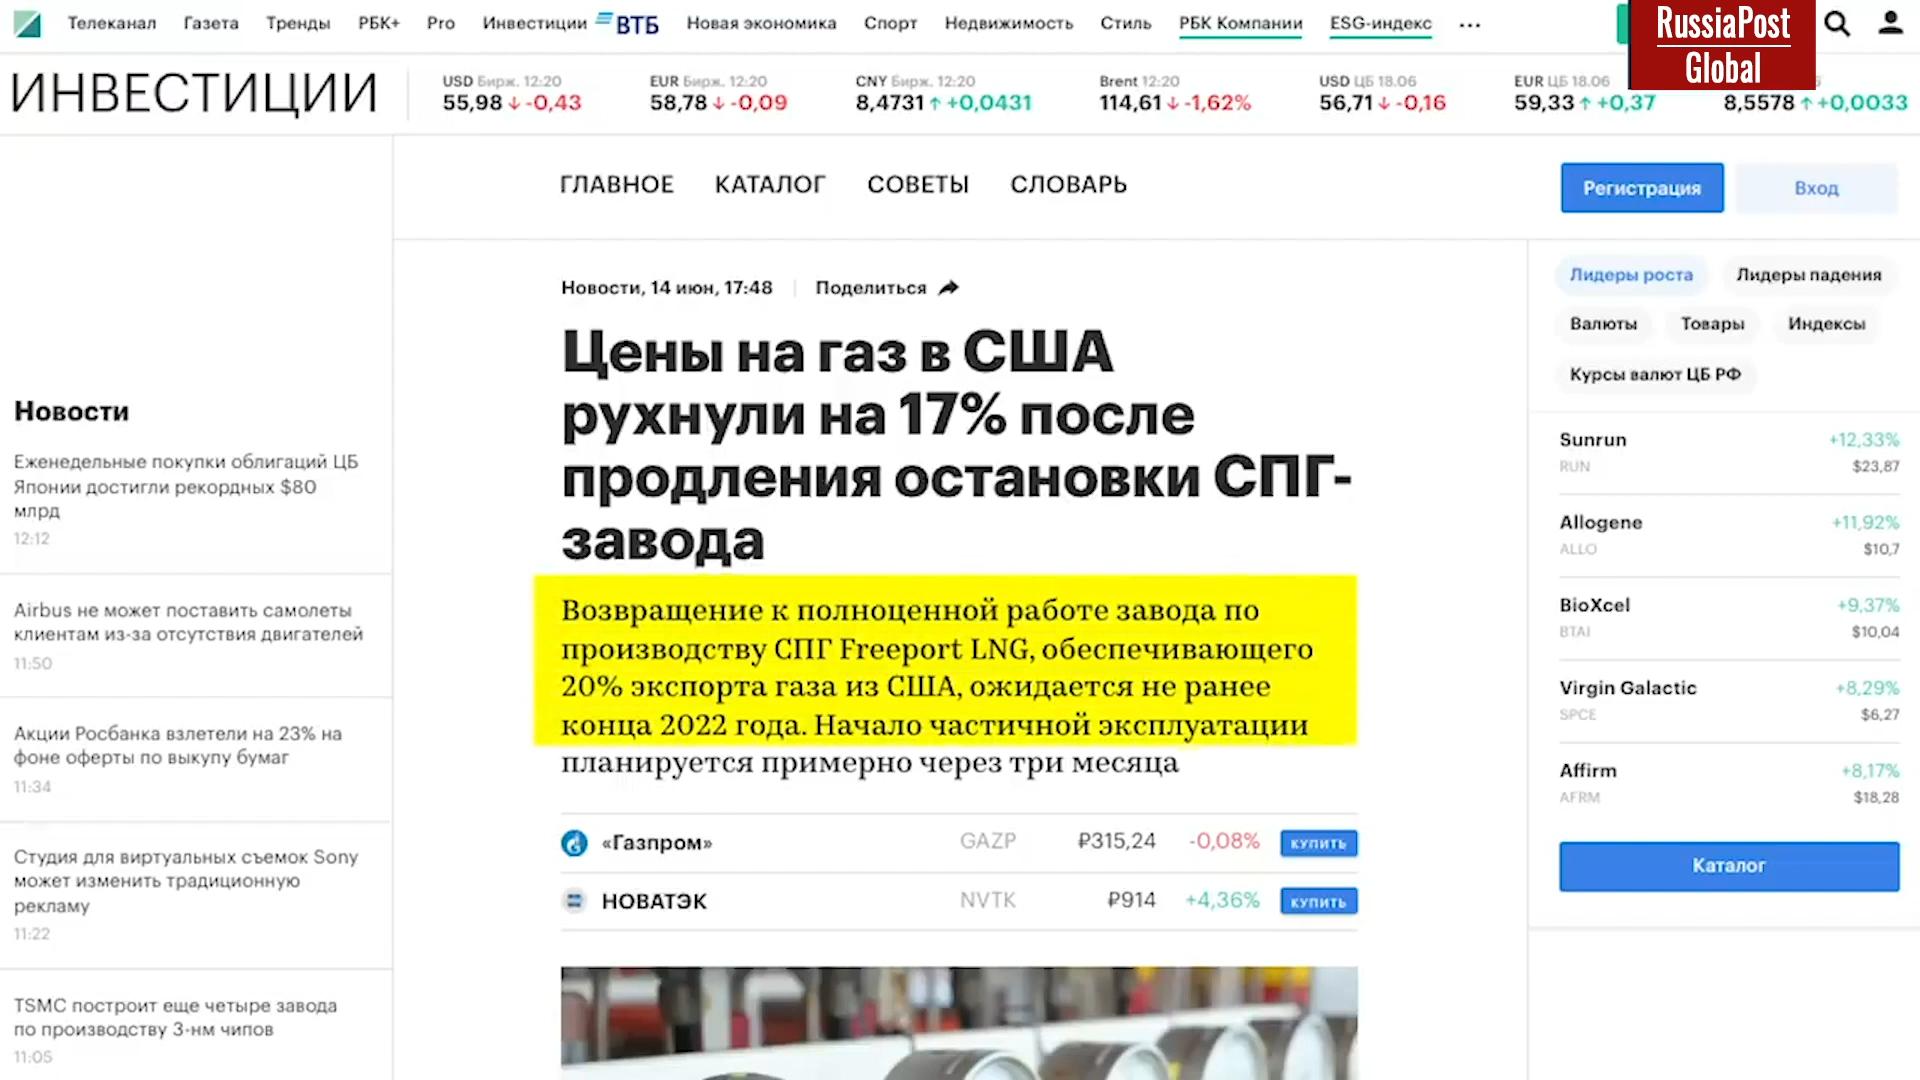 Телеканал Газета Тренды РБК+ Pro Инвестиции ВТБ Новая экономика Спорт Недвижимость Стиль РБК Компании ESG-индекс ...
RussiaPost
Global
ИНВЕСТИЦИИ
USD Бирж. 12:20
55,98 ↓ -0,43
EUR Бирж. 12:20
58,78 ↓ -0,09
CNY Бирж. 12:20
8,4731 ↑ +0,0431
Brent 12:20
114,61 ↓ -1,62%
USD ЦБ 18.06
56,71 ↓ -0,16
EUR ЦБ 18.06
59,33 ↑ +0,37
8,5578 ↑ +0,0033
ГЛАВНОЕ КАТАЛОГ СОВЕТЫ СЛОВАРЬ
Регистрация Вход
Новости
Еженедельные покупки облигаций ЦБ
Японии достигли рекордных $80
млрд
12:12
Airbus не может поставить самолеты
клиентам из-за отсутствия двигателей
11:50
Акции Росбанка взлетели на 23% на
фоне оферты по выкупу бумаг
11:34
Студия для виртуальных съемок Sony
может изменить традиционную
рекламу
11:22
TSMC построит еще четыре завода
по производству 3-нм чипов
11:05
Новости, 14 июн, 17:48 Поделиться
Цены на газ в США
рухнули на 17% после
продления остановки СПГ-
завода
Возвращение к полноценной работе завода по
производству СПГ Freeport LNG, обеспечивающего
20% экспорта газа из США, ожидается не ранее
конца 2022 года. Начало частичной эксплуатации
планируется примерно через три месяца
«Газпром» GAZP ₽315,24 -0,08% КУПИТЬ
НОВАТЭК NVTK ₽914 +4,36% КУПИТЬ
Лидеры роста Лидеры падения
Валюты Товары Индексы
Курсы валют ЦБ РФ
Sunrun +12,33%
RUN $23,87
Allogene +11,92%
ALLO $10,7
BioXcel +9,37%
BTAI $10,04
Virgin Galactic +8,29%
SPCE $6,27
Affirm +8,17%
AFRM $18,28
Каталог